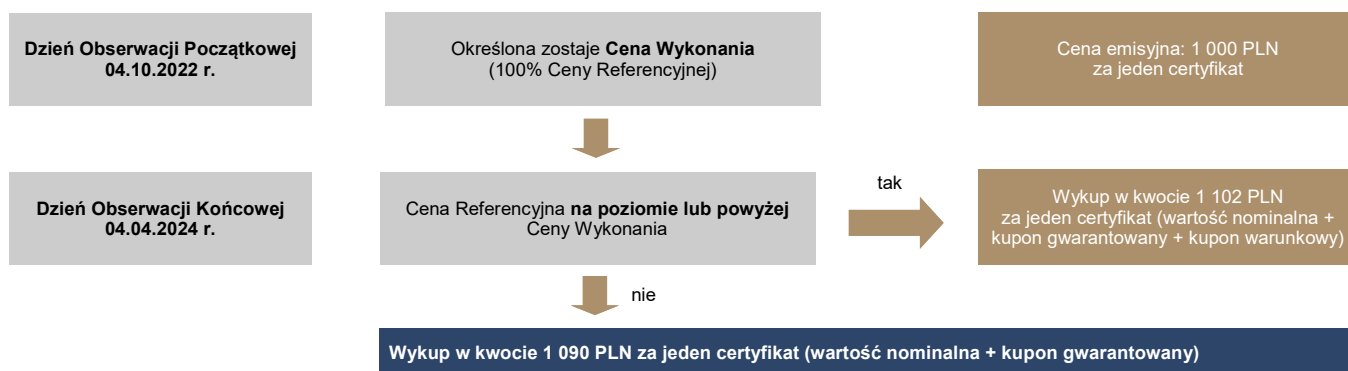 Dzień Obserwacji Początkowej
04.10.2022 r.
Określona zostaje Cena Wykonania
(100% Ceny Referencyjnej)
Cena emisyjna: 1 000 PLN
za jeden certyfikat
Dzień Obserwacji Końcowej
04.04.2024 r.
Cena Referencyjna na poziomie lub powyżej
Ceny Wykonania
tak
Wykup w kwocie 1 102 PLN
za jeden certyfikat (wartość nominalna +
kupon gwarantowany + kupon warunkowy)
nie
Wykup w kwocie 1 090 PLN za jeden certyfikat (wartość nominalna + kupon gwarantowany)